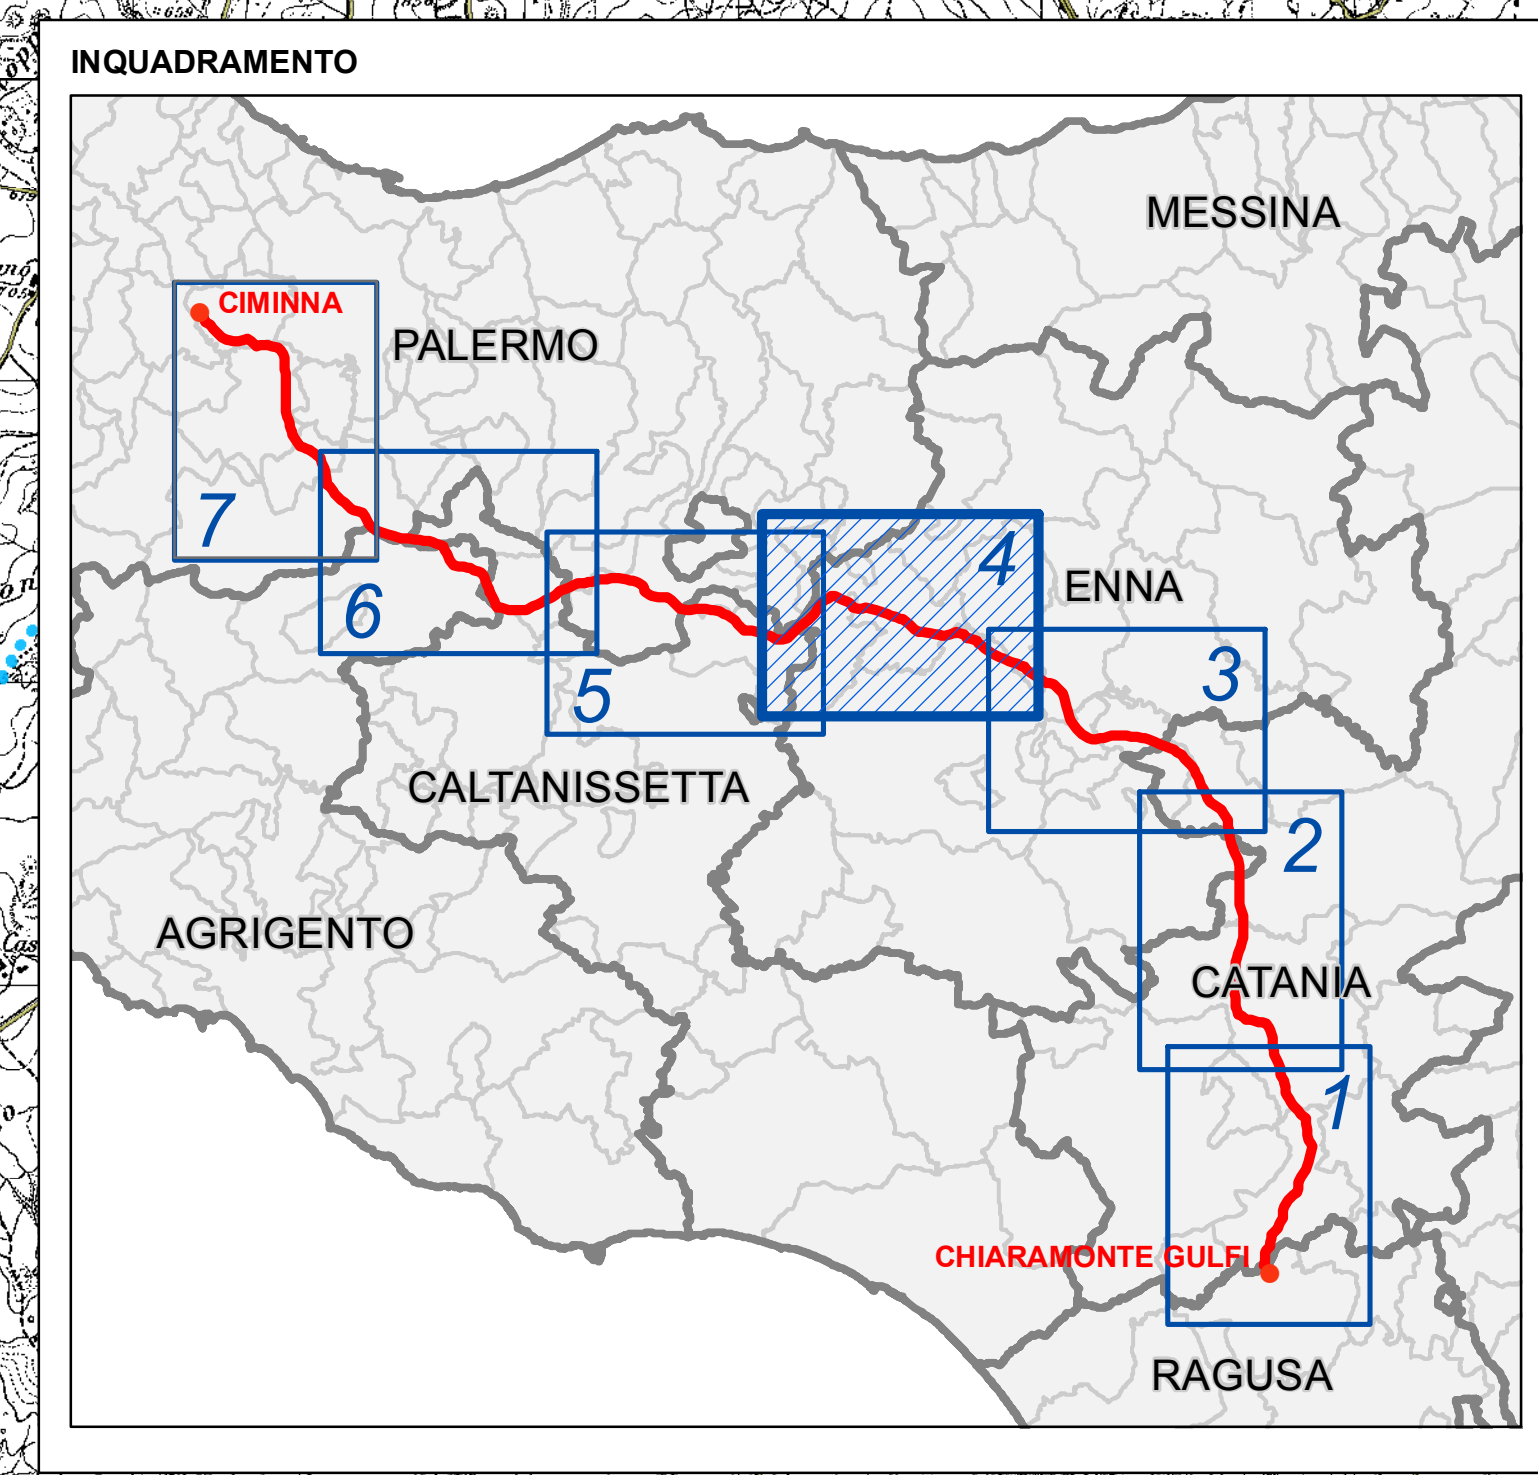 INQUADRAMENTO
MESSINA
CIMINNA
PALERMO
7
4
ENNA
6
3
5
CALTANISSETTA
2
AGRIGENTO
CATANIA
1
CHIARAMONTE GULFI
RAGUSA